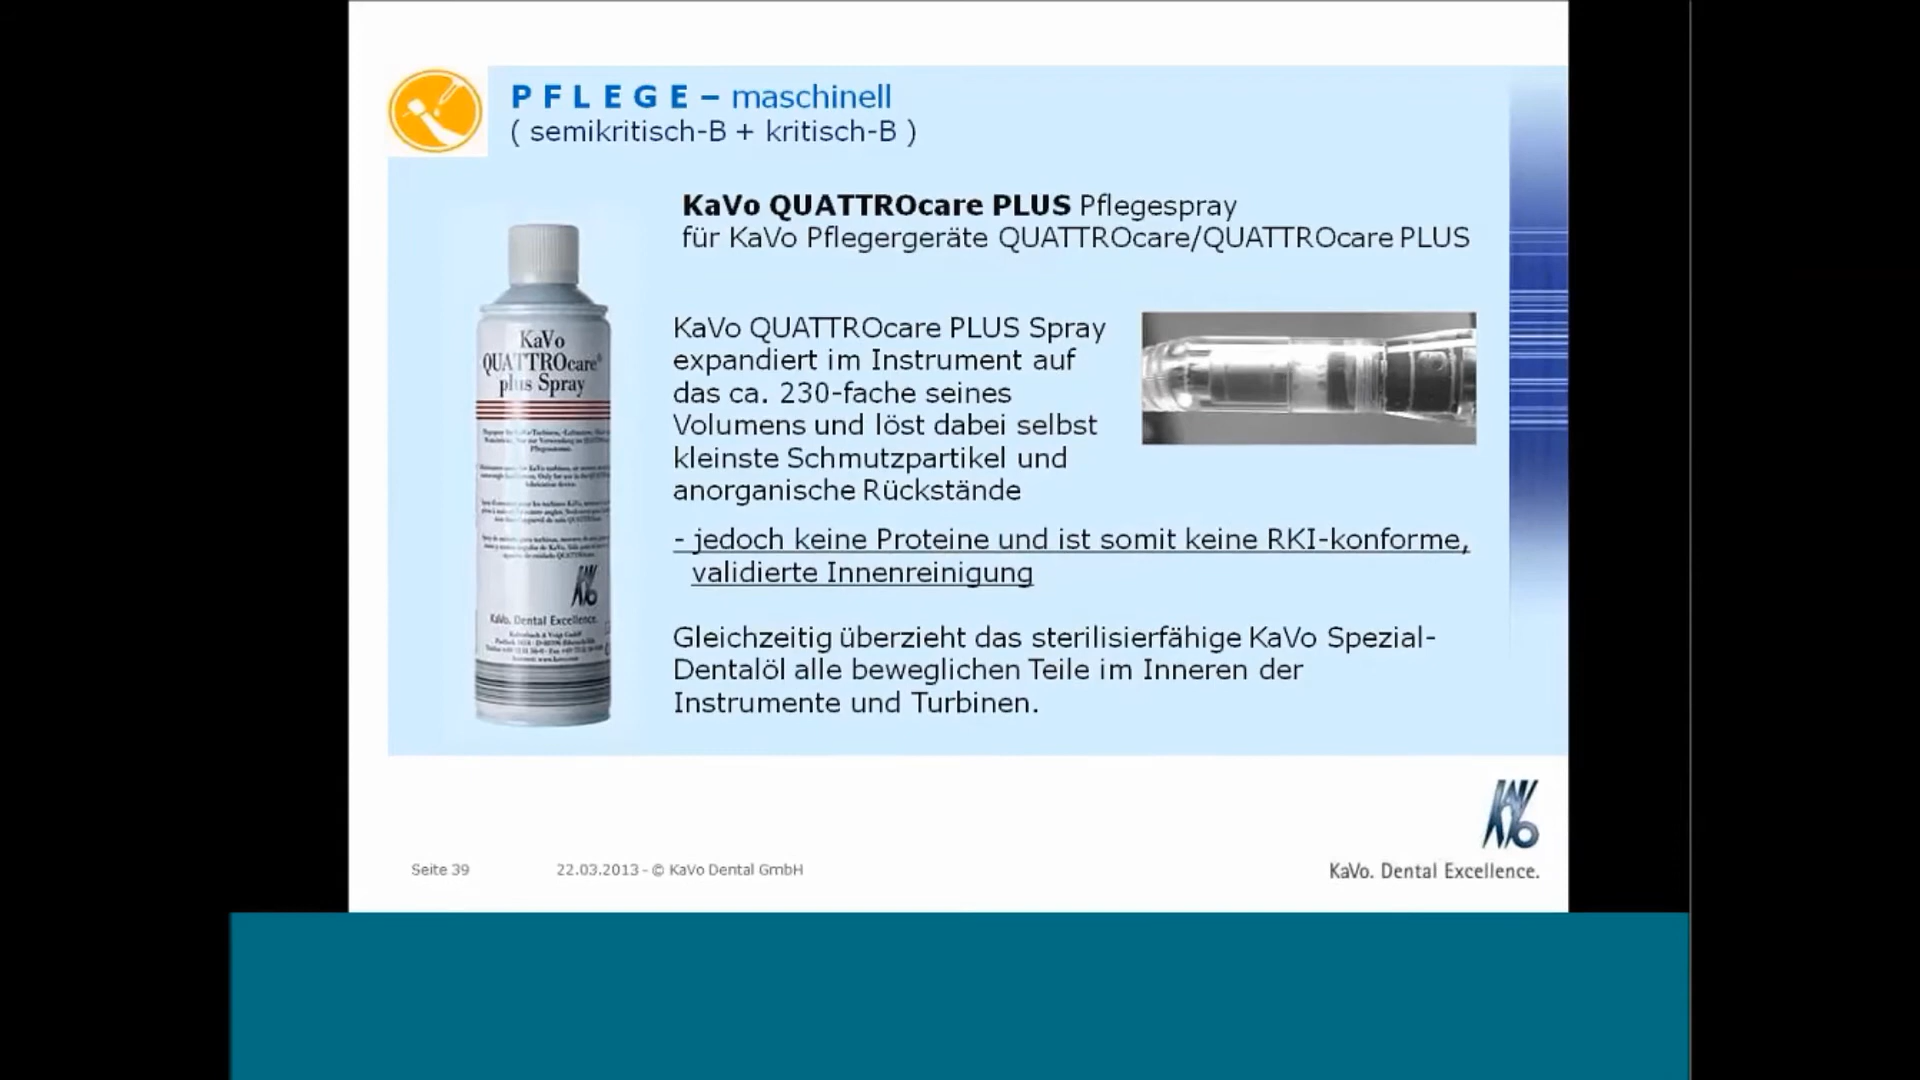 P F L E G E – maschinell
( semikritisch-B + kritisch-B )
KaVo QUATTROcare PLUS Pflegespray
für KaVo Pflegergeräte QUATTROcare/QUATTROcare PLUS
KaVo QUATTROcare PLUS Spray
expandiert im Instrument auf
das ca. 230-fache seines
Volumens und löst dabei selbst
kleinste Schmutzpartikel und
anorganische Rückstände
- jedoch keine Proteine und ist somit keine RKI-konforme,
validierte Innenreinigung
Gleichzeitig überzieht das sterilisierfähige KaVo Spezial-
Dentalöl alle beweglichen Teile im Inneren der
Instrumente und Turbinen.
KaVo
QUATTROcare®
plus Spray
KaVo. Dental Excellence.
KaVo
KaVo. Dental Excellence.
Seite 39
22.03.2013 - © KaVo Dental GmbH